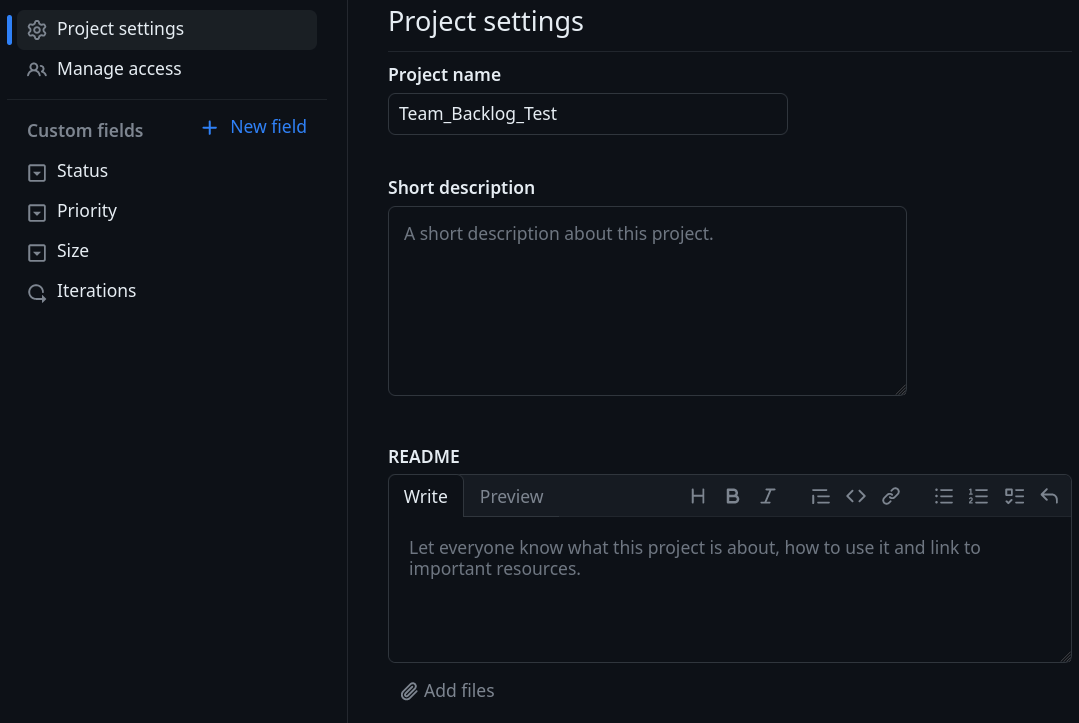 Project settings
Manage access
Custom fields
New field
Status
Priority
Size
Iterations
Project settings
Project name
Team_Backlog_Test
Short description
A short description about this project.
README
Write
Preview
Let everyone know what this project is about, how to use it and link to
important resources.
Add files